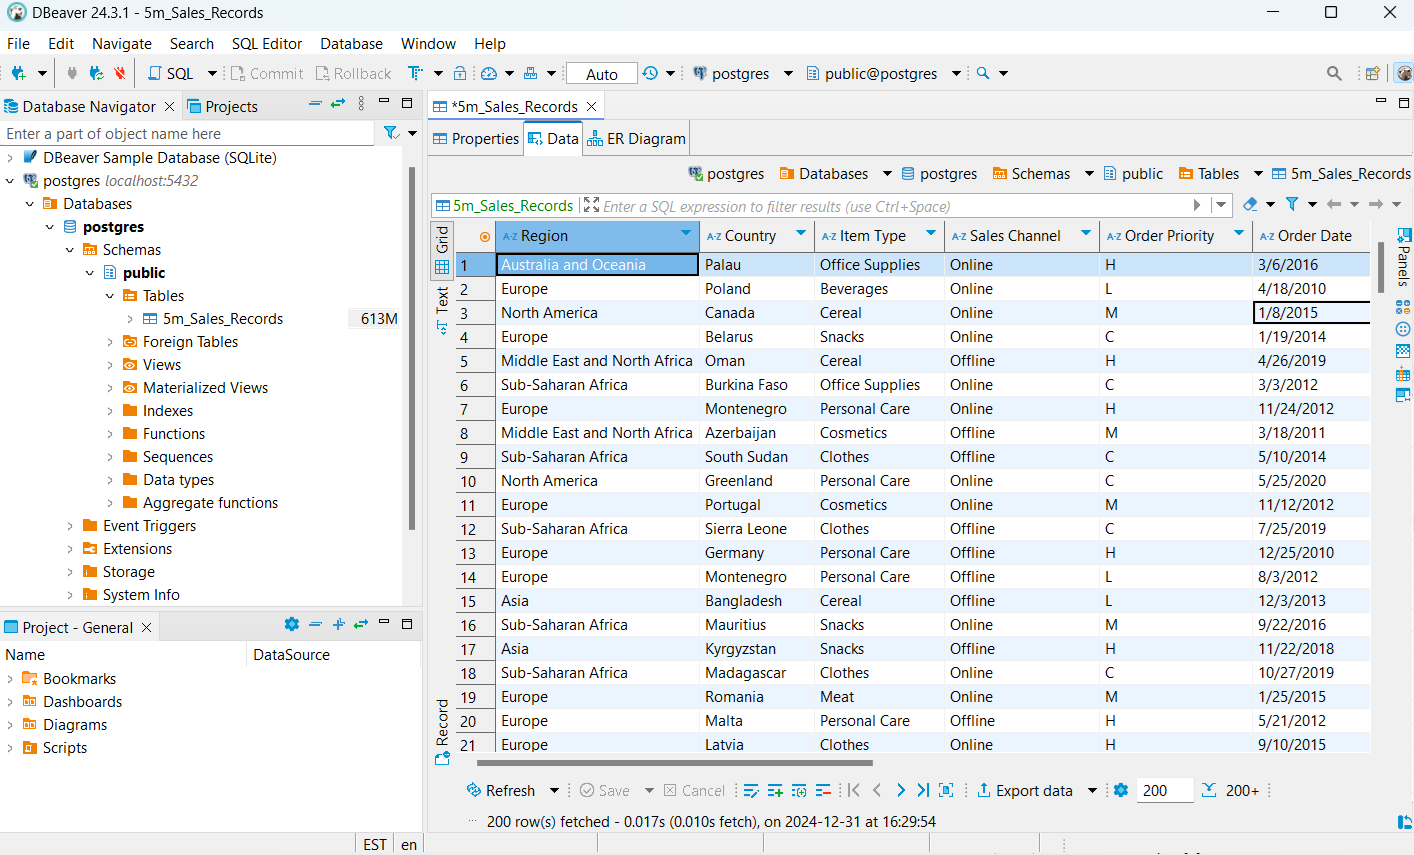 DBeaver 24.3.1 - 5m_Sales_Records
File Edit Navigate Search SQL Editor Database Window Help
SQL Commit Rollback Auto postgres public@postgres
Database Navigator Projects
Enter a part of object name here
DBeaver Sample Database (SQLite)
postgres localhost:5432
Databases
postgres
Schemas
public
Tables
5m_Sales_Records 613M
Foreign Tables
Views
Materialized Views
Indexes
Functions
Sequences
Data types
Aggregate functions
Event Triggers
Extensions
Storage
System Info
Project - General
Name DataSource
Bookmarks
Dashboards
Diagrams
Scripts
*5m_Sales_Records
Properties Data ER Diagram
postgres Databases postgres Schemas public Tables 5m_Sales_Records
5m_Sales_Records Enter a SQL expression to filter results (use Ctrl+Space)
Grid
Text
Record
Panels
A-Z Region A-Z Country A-Z Item Type A-Z Sales Channel A-Z Order Priority A-Z Order Date
1 Australia and Oceania Palau Office Supplies Online H 3/6/2016
2 Europe Poland Beverages Online L 4/18/2010
3 North America Canada Cereal Online M 1/8/2015
4 Europe Belarus Snacks Online C 1/19/2014
5 Middle East and North Africa Oman Cereal Offline H 4/26/2019
6 Sub-Saharan Africa Burkina Faso Office Supplies Online C 3/3/2012
7 Europe Montenegro Personal Care Online H 11/24/2012
8 Middle East and North Africa Azerbaijan Cosmetics Offline M 3/18/2011
9 Sub-Saharan Africa South Sudan Clothes Offline C 5/10/2014
10 North America Greenland Personal Care Online C 5/25/2020
11 Europe Portugal Cosmetics Online M 11/12/2012
12 Sub-Saharan Africa Sierra Leone Clothes Offline C 7/25/2019
13 Europe Germany Personal Care Offline H 12/25/2010
14 Europe Montenegro Personal Care Offline L 8/3/2012
15 Asia Bangladesh Cereal Offline L 12/3/2013
16 Sub-Saharan Africa Mauritius Snacks Online M 9/22/2016
17 Asia Kyrgyzstan Snacks Offline H 11/22/2018
18 Sub-Saharan Africa Madagascar Clothes Online C 10/27/2019
19 Europe Romania Meat Online M 1/25/2015
20 Europe Malta Personal Care Offline H 5/21/2012
21 Europe Latvia Clothes Online H 9/10/2015
Refresh Save Cancel Export data 200 200+
200 row(s) fetched - 0.017s (0.010s fetch), on 2024-12-31 at 16:29:54
EST en